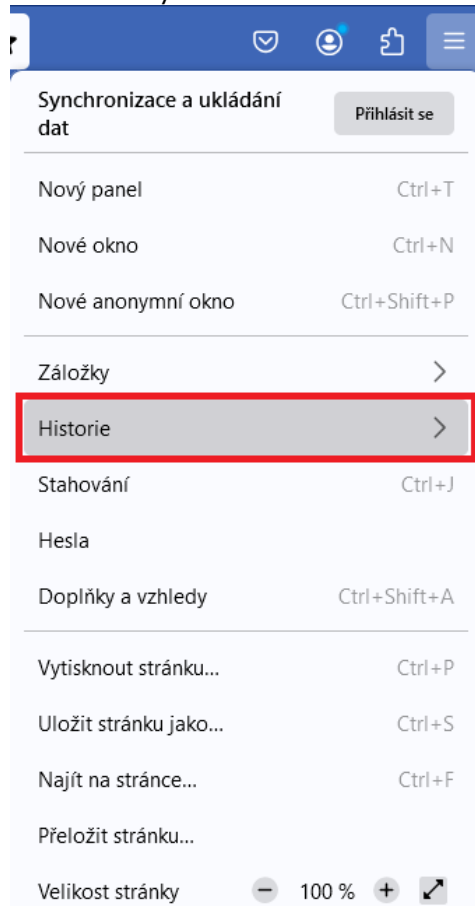 Synchronizace a ukládání
dat
Přihlásit se
Nový panel Ctrl+T
Nové okno Ctrl+N
Nové anonymní okno Ctrl+Shift+P
Záložky
Historie
Stahování Ctrl+J
Hesla
Doplňky a vzhledy Ctrl+Shift+A
Vytisknout stránku... Ctrl+P
Uložit stránku jako... Ctrl+S
Najít na stránce... Ctrl+F
Přeložit stránku...
Velikost stránky − 100 % +